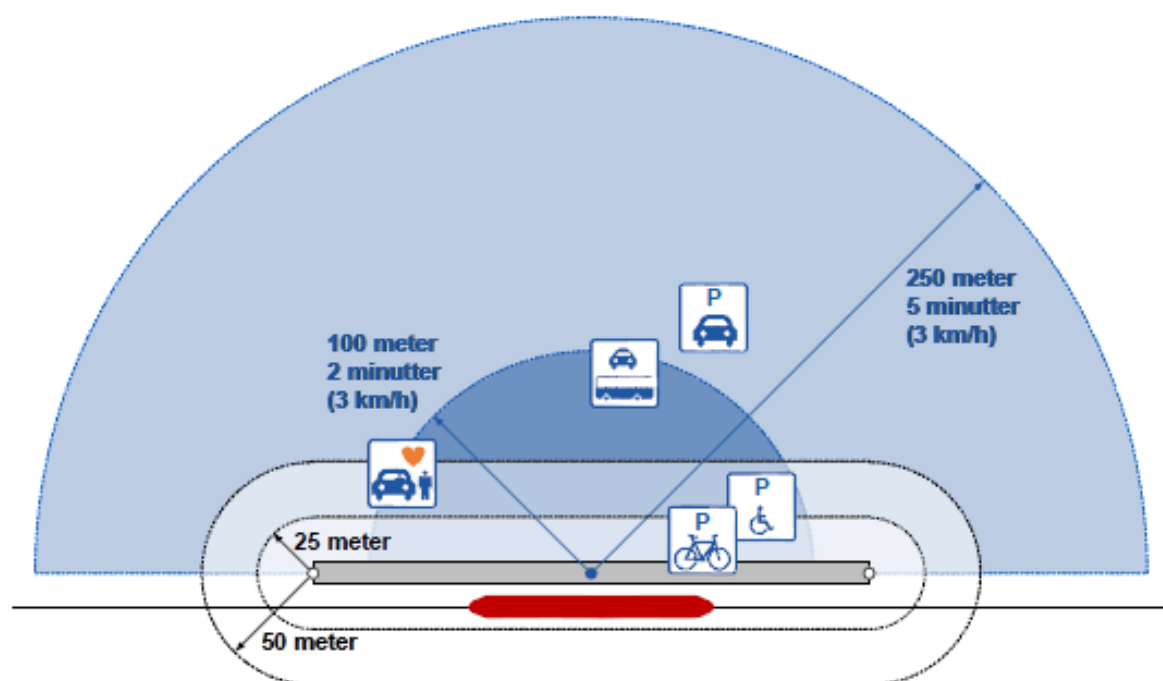 P
250 meter
5 minutter
(3 km/h)
100 meter
2 minutter
(3 km/h)
P
P
25 meter
50 meter